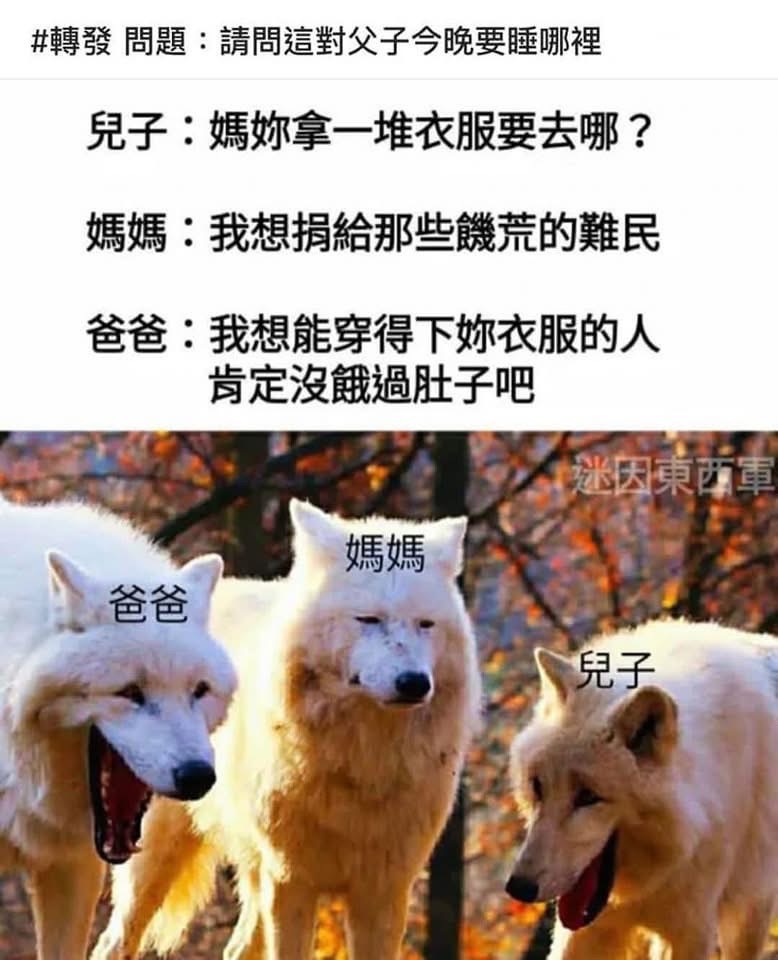 #轉發 問題：請問這對父子今晚要睡哪裡
兒子：媽妳拿一堆衣服要去哪？
媽媽：我想捐給那些饑荒的難民
爸爸：我想能穿得下妳衣服的人
肯定沒餓過肚子吧
迷因東西軍
媽媽
爸爸
兒子